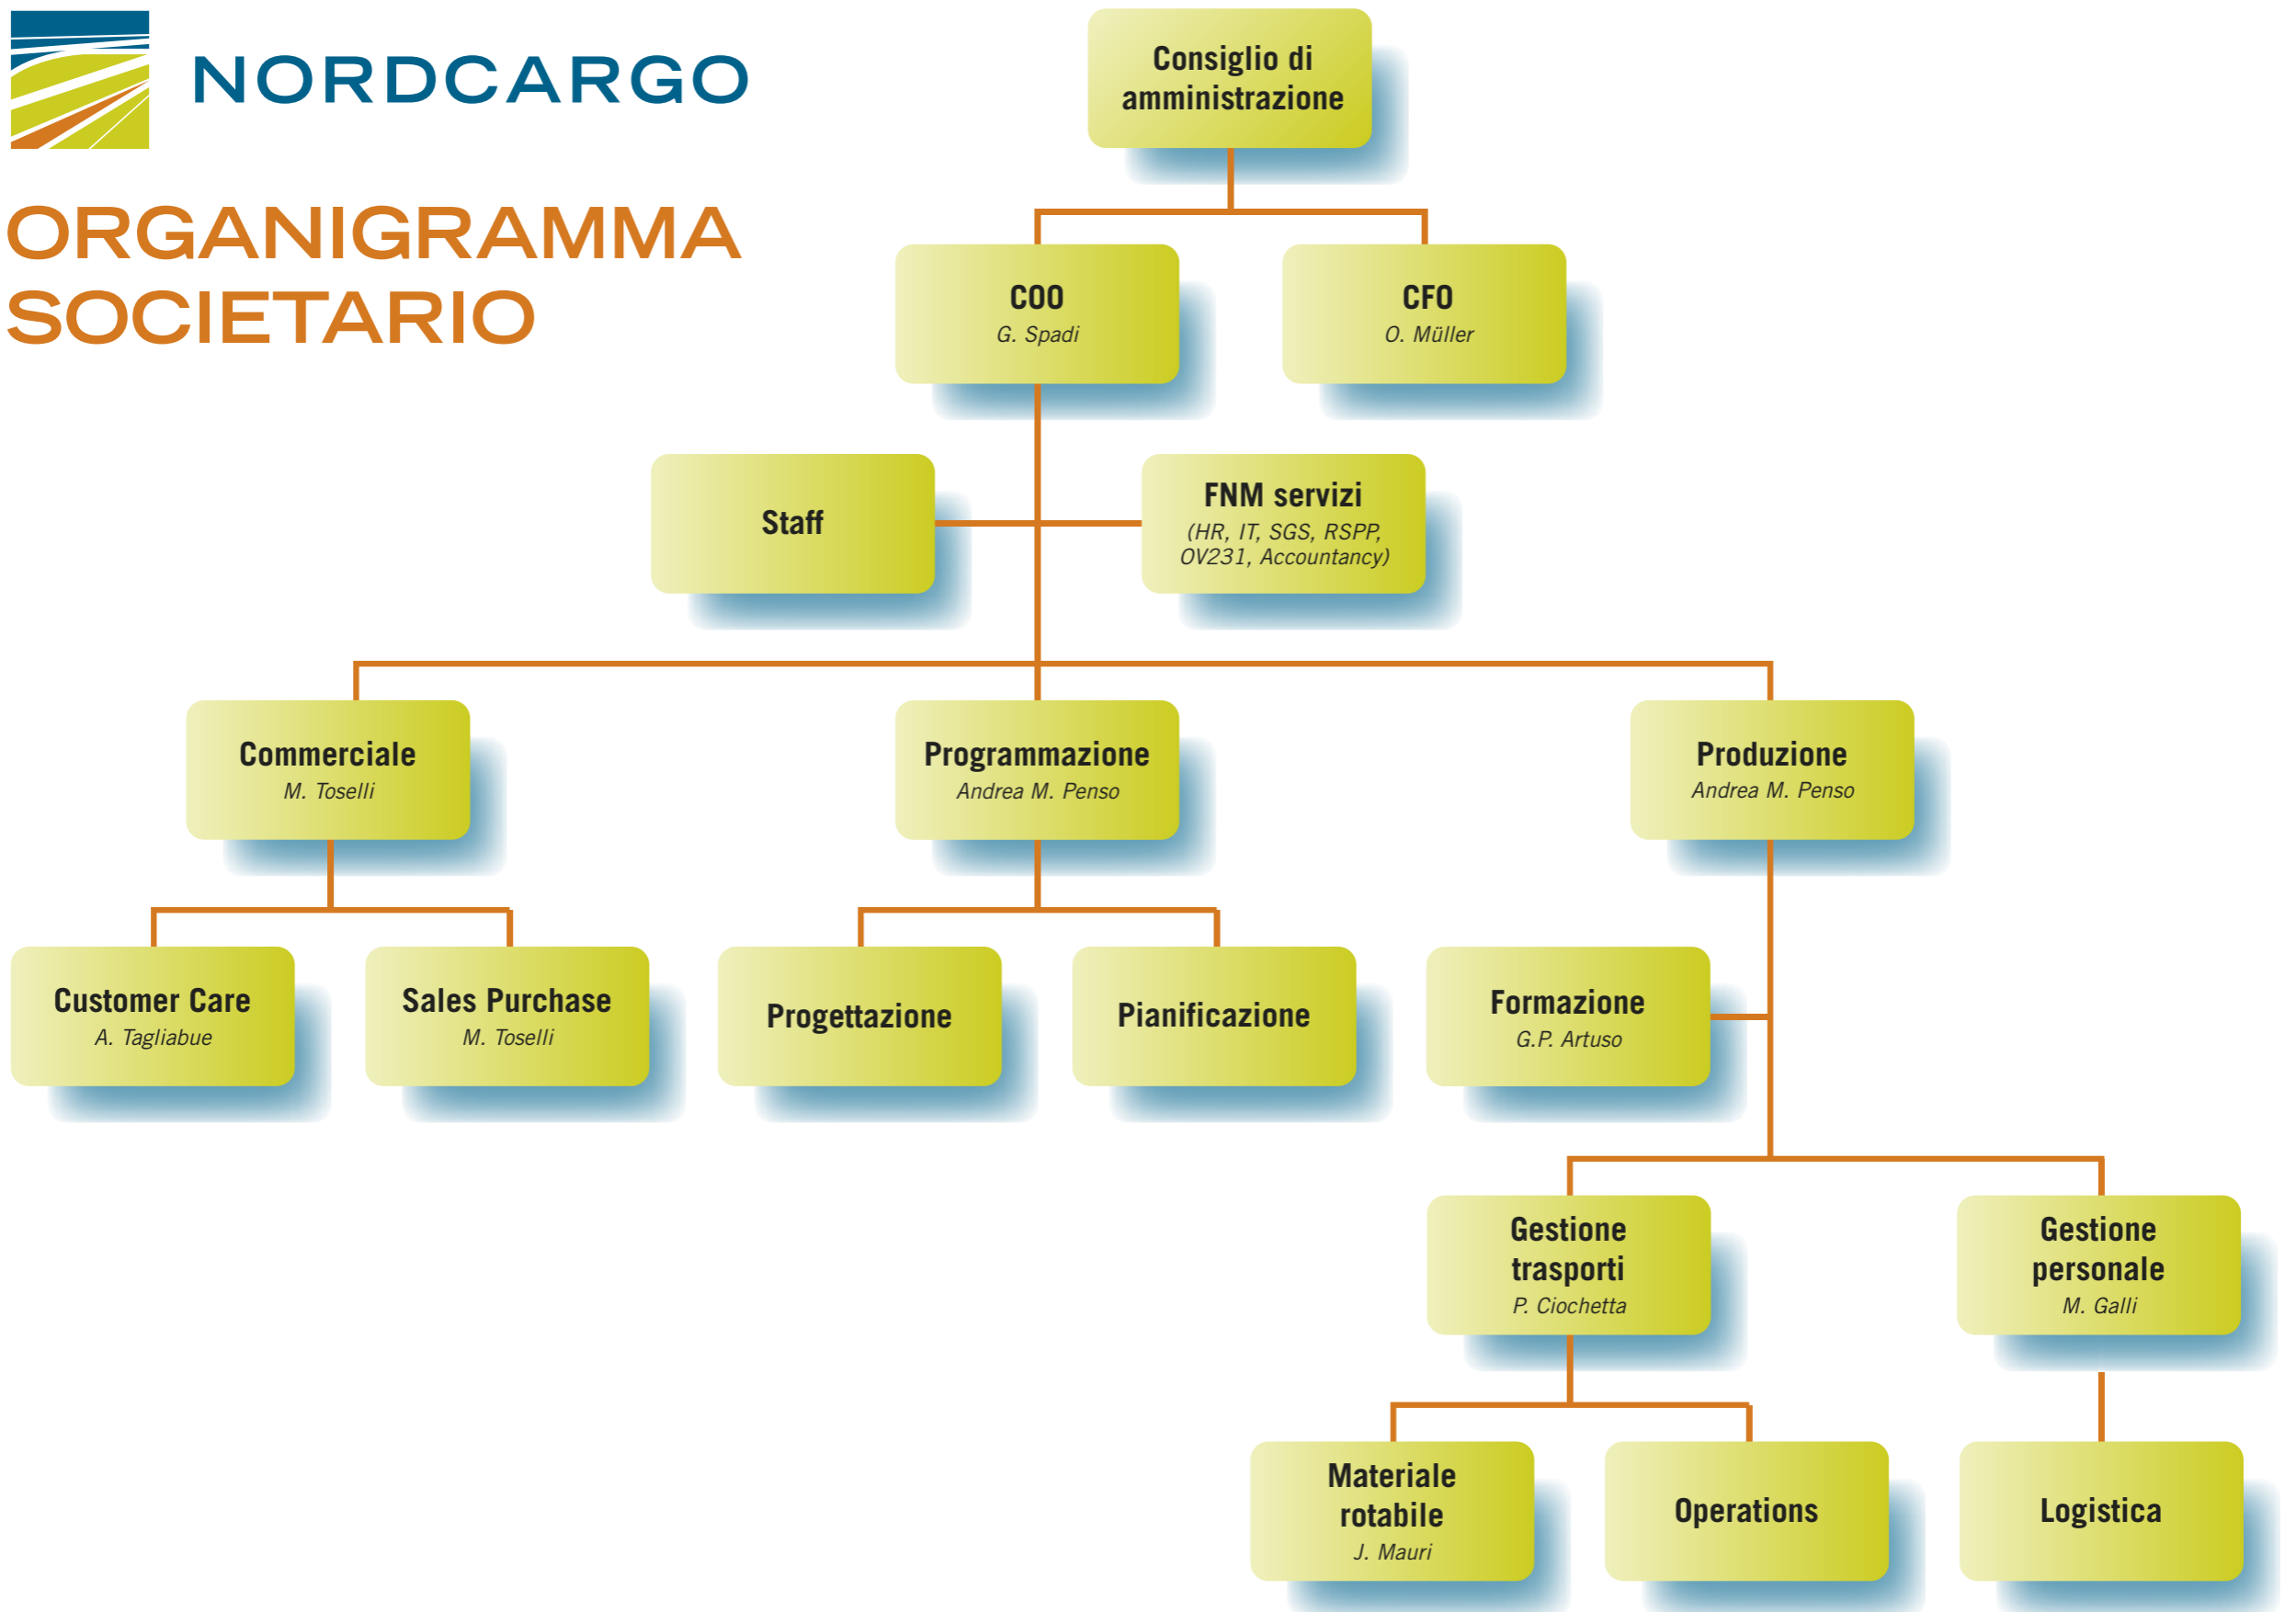 NORDCARGO
ORGANIGRAMMA
SOCIETARIO
Consiglio di
amministrazione
COO
G. Spadi
CFO
O. Müller
Staff
FNM servizi
(HR, IT, SGS, RSPP,
OV231, Accountancy)
Commerciale
M. Toselli
Programmazione
Andrea M. Penso
Produzione
Andrea M. Penso
Customer Care
A. Tagliabue
Sales Purchase
M. Toselli
Progettazione
Pianificazione
Formazione
G.P. Artuso
Gestione
trasporti
P. Ciochetta
Gestione
personale
M. Galli
Materiale
rotabile
J. Mauri
Operations
Logistica